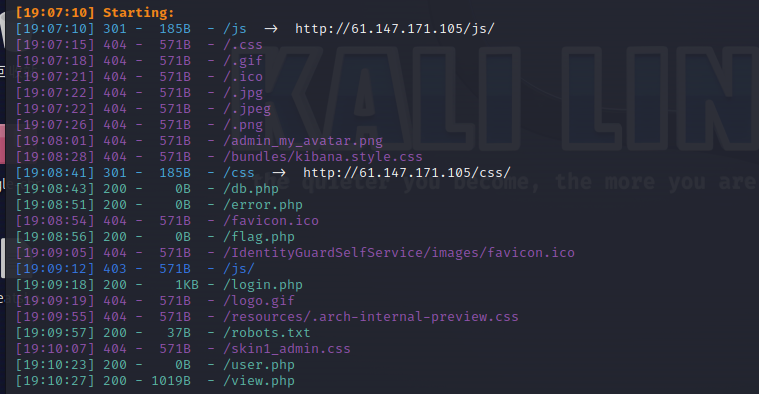 [19:07:10] Starting:
[19:07:10] 301 - 185B - /js -> http://61.147.171.105/js/
[19:07:15] 404 - 571B - /.css
[19:07:18] 404 - 571B - /.gif
[19:07:21] 404 - 571B - /.ico
[19:07:22] 404 - 571B - /.jpg
[19:07:22] 404 - 571B - /.jpeg
[19:07:26] 404 - 571B - /.png
KALI LIN
[19:08:01] 404 - 571B - /admin_my_avatar.png
[19:08:28] 404 - 571B - /bundles/kibana.style.css
[19:08:41] 301 - 185B - /css -> http://61.147.171.105/css/
the quieter you become, the more you are
[19:08:43] 200 - 0B - /db.php
[19:08:51] 200 - 0B - /error.php
[19:08:54] 404 - 571B - /favicon.ico
[19:08:56] 200 - 0B - /flag.php
[19:09:05] 404 - 571B - /IdentityGuardSelfService/images/favicon.ico
[19:09:12] 403 - 571B - /js/
[19:09:18] 200 - 1KB - /login.php
[19:09:19] 404 - 571B - /logo.gif
[19:09:55] 404 - 571B - /resources/.arch-internal-preview.css
[19:09:57] 200 - 37B - /robots.txt
[19:10:07] 404 - 571B - /skin1_admin.css
[19:10:23] 200 - 0B - /user.php
[19:10:27] 200 - 1019B - /view.php